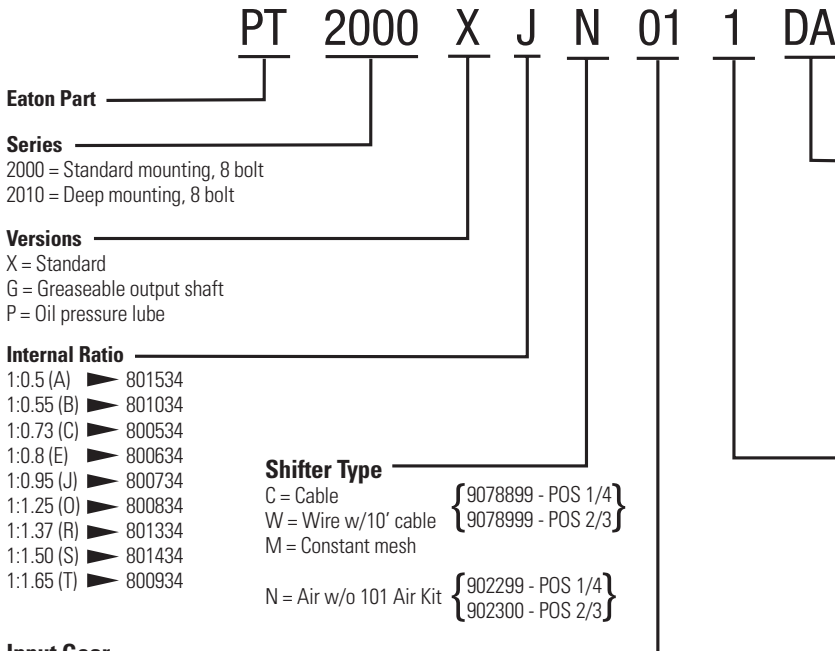 PT 2000 X J N 01 1 DA
Eaton Part
Series
2000 = Standard mounting, 8 bolt
2010 = Deep mounting, 8 bolt
Versions
X = Standard
G = Greaseable output shaft
P = Oil pressure lube
Internal Ratio
1:0.5 (A) ► 801534
1:0.55 (B) ► 801034
1:0.73 (C) ► 800534
1:0.8 (E) ► 800634
1:0.95 (J) ► 800734
1:1.25 (O) ► 800834
1:1.37 (R) ► 801334
1:1.50 (S) ► 801434
1:1.65 (T) ► 800934
Shifter Type
C = Cable {9078899 - POS 1/4}
W = Wire w/10' cable {9078999 - POS 2/3}
M = Constant mesh
N = Air w/o 101 Air Kit {902299 - POS 1/4}
{902300 - POS 2/3}
Input Gear